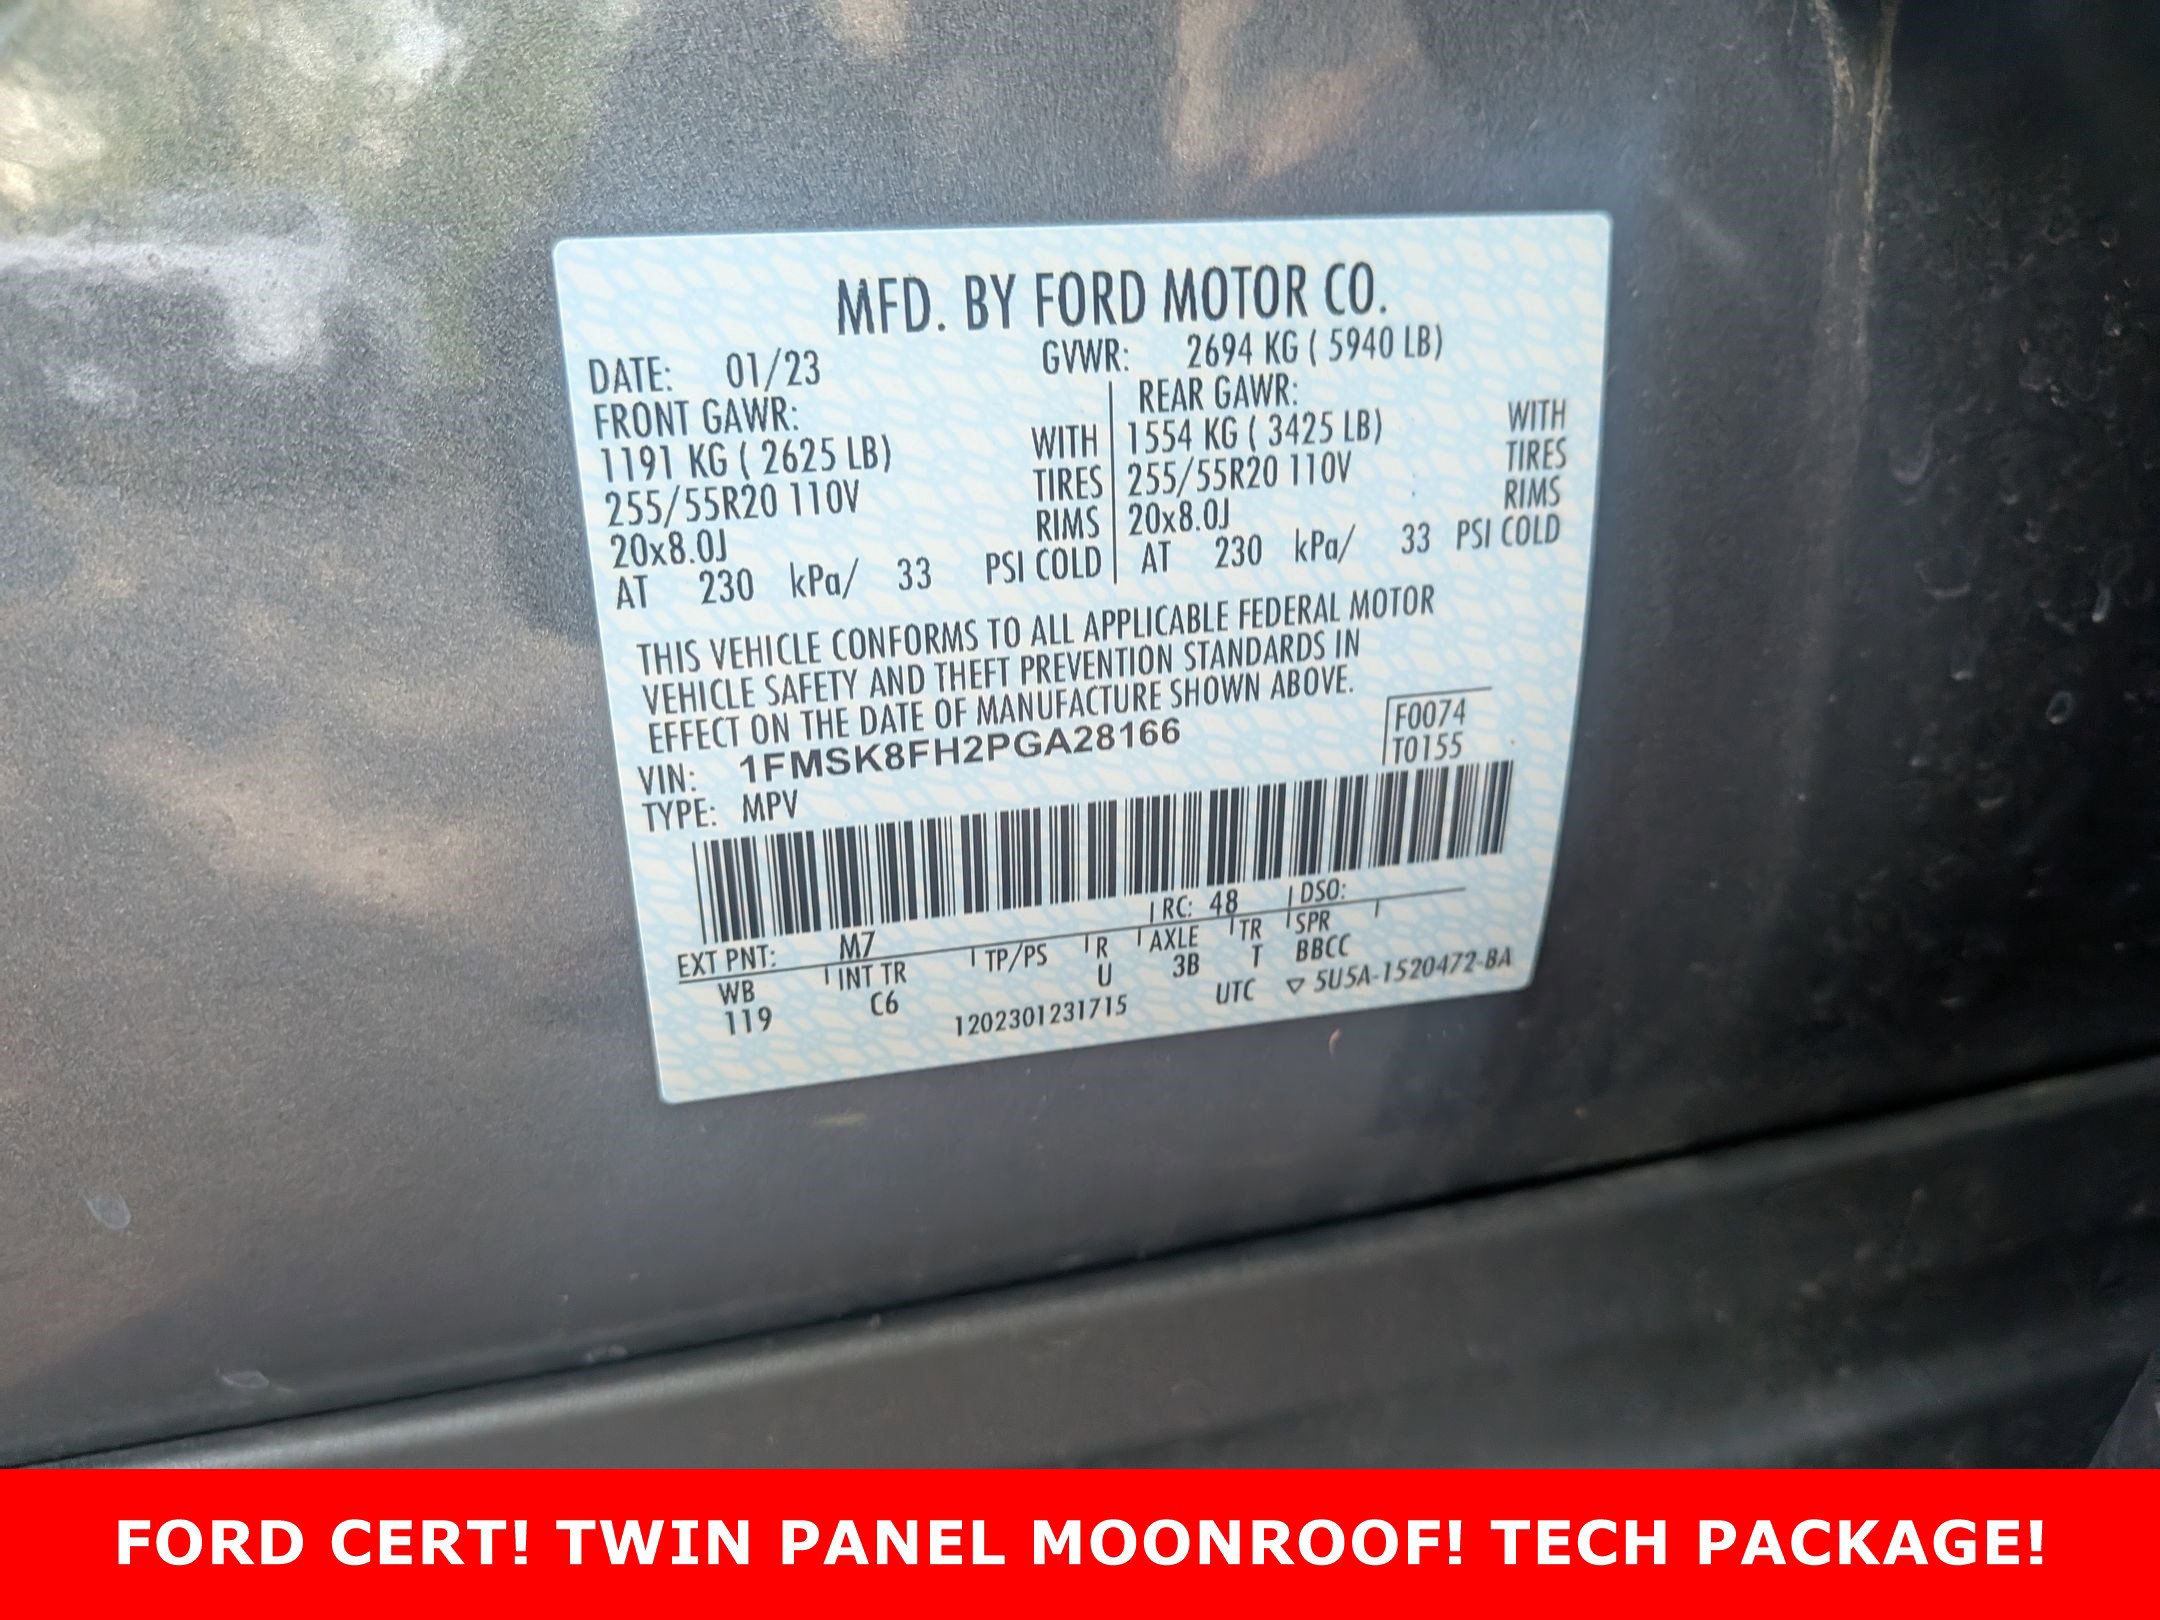 MFD. BY FORD MOTOR CO.
DATE: 01/23 GVWR: 2694 KG ( 5940 LB)
FRONT GAWR: REAR GAWR:
1191 KG ( 2625 LB) WITH 1554 KG ( 3425 LB) WITH
255/55R20 110V TIRES 255/55R20 110V TIRES
20x8.0J RIMS 20x8.0J RIMS
AT 230 kPa/ 33 PSI COLD AT 230 kPa/ 33 PSI COLD
THIS VEHICLE CONFORMS TO ALL APPLICABLE FEDERAL MOTOR
VEHICLE SAFETY AND THEFT PREVENTION STANDARDS IN
EFFECT ON THE DATE OF MANUFACTURE SHOWN ABOVE.
F0074
VIN: 1FMSK8FH2PGA28166 T0155
TYPE: MPV
EXT PNT: M7 RC: 48 DSO:
WB INT TR TP/PS R AXLE TR SPR
119 C6 U 3B T BBCC
1202301231715 UTC ▽ 5U5A-1520472-BA
FORD CERT! TWIN PANEL MOONROOF! TECH PACKAGE!